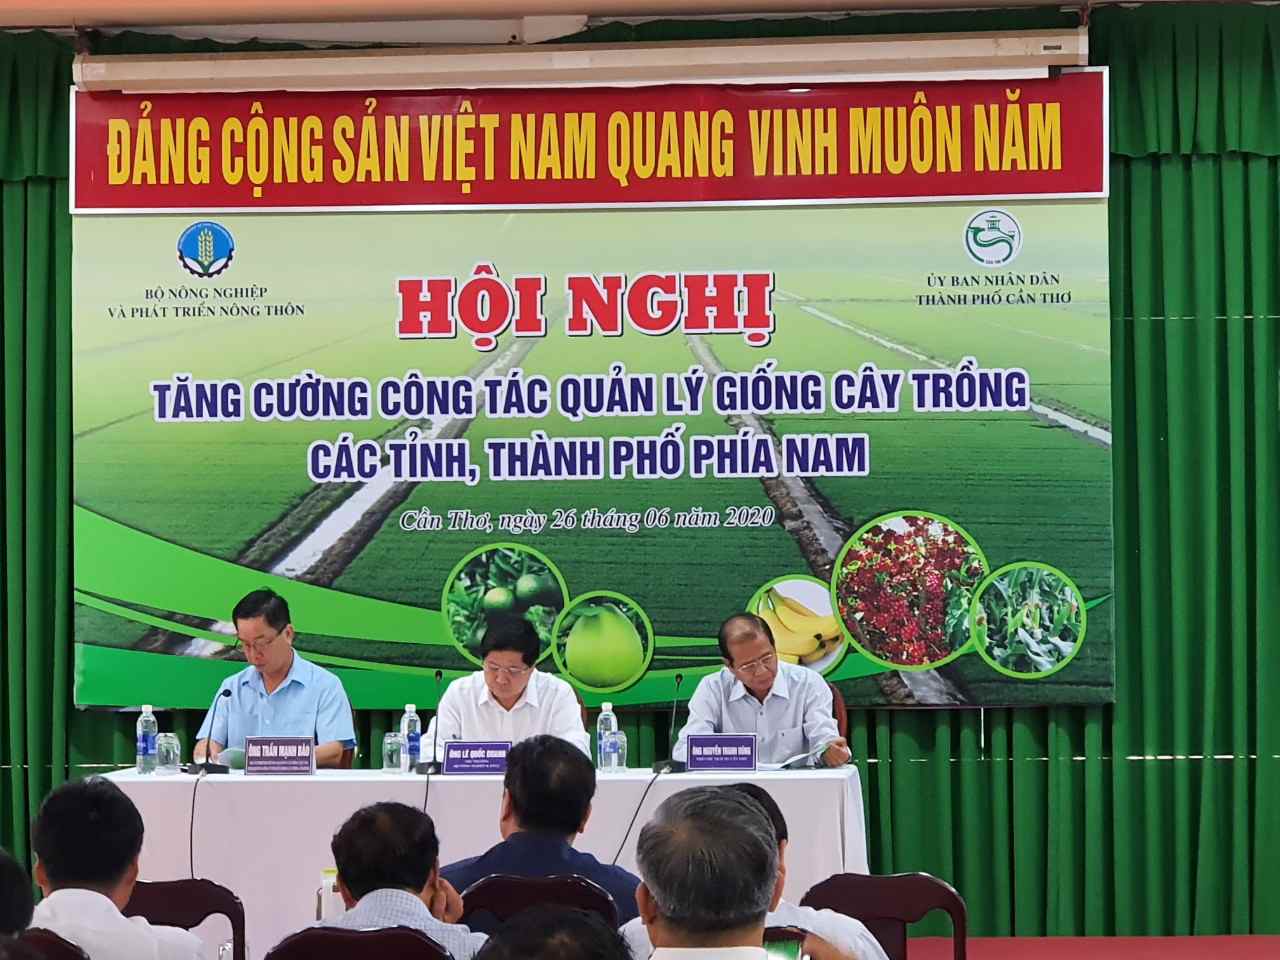 ĐẢNG CỘNG SẢN VIỆT NAM QUANG VINH MUÔN NĂM
BỘ NÔNG NGHIỆP
VÀ PHÁT TRIỂN NÔNG THÔN
ỦY BAN NHÂN DÂN
THÀNH PHỐ CẦN THƠ
HỘI NGHỊ
TĂNG CƯỜNG CÔNG TÁC QUẢN LÝ GIỐNG CÂY TRỒNG
CÁC TỈNH, THÀNH PHỐ PHÍA NAM
Cần Thơ, ngày 26 tháng 06 năm 2020
ÔNG TRẦN MẠNH BÁO
ÔNG LÊ QUỐC DOANH
THỨ TRƯỞNG
ÔNG NGUYỄN THANH DŨNG